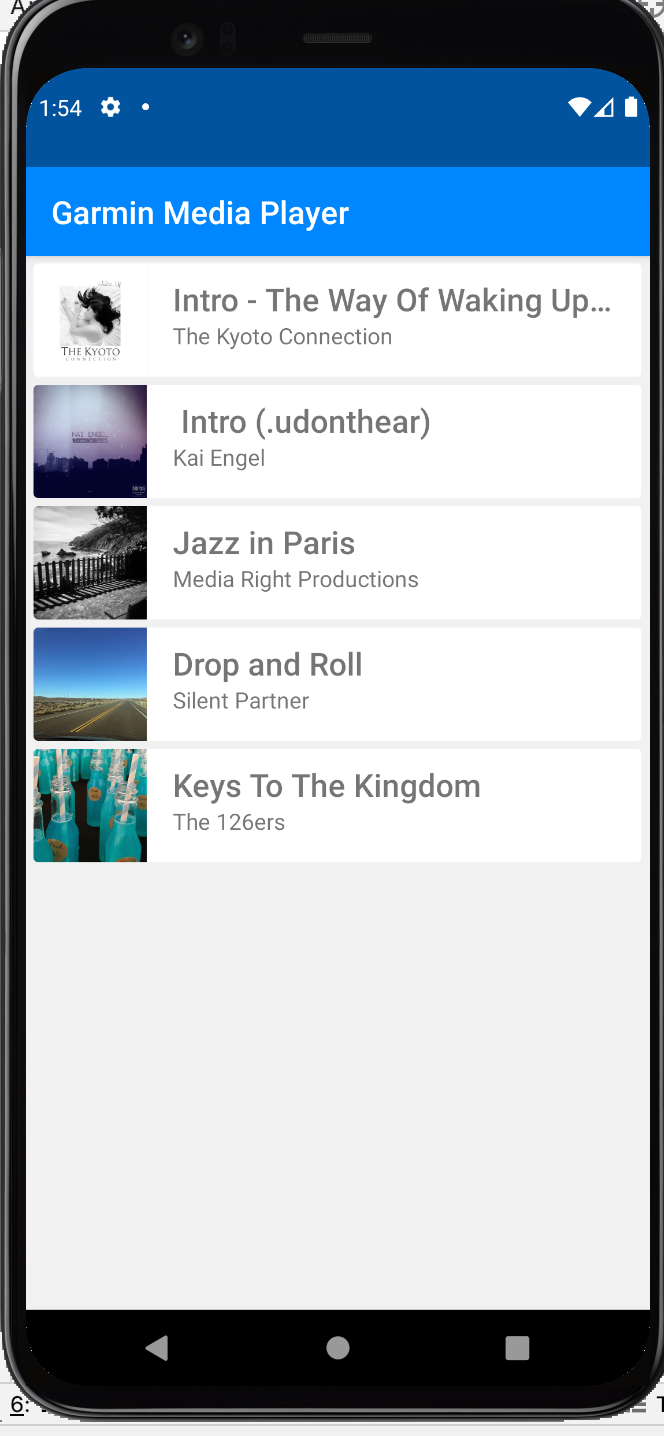 A
1:54
Garmin Media Player
Intro - The Way Of Waking Up...
The Kyoto Connection
THE KYOTO
CONNECTION
Intro (.udonthear)
Kai Engel
KAI ENGEL
Jazz in Paris
Media Right Productions
Drop and Roll
Silent Partner
Keys To The Kingdom
The 126ers
6:
T